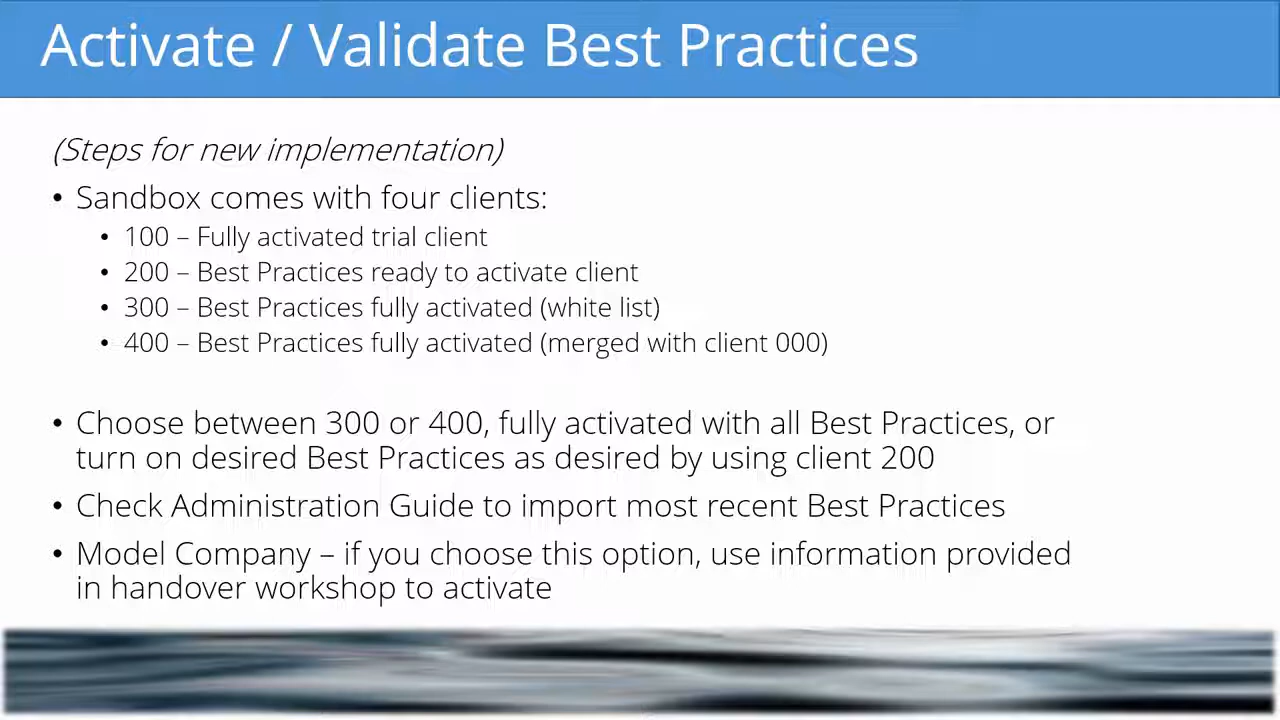 Activate / Validate Best Practices
(Steps for new implementation)
• Sandbox comes with four clients:
• 100 – Fully activated trial client
• 200 – Best Practices ready to activate client
• 300 – Best Practices fully activated (white list)
• 400 – Best Practices fully activated (merged with client 000)
• Choose between 300 or 400, fully activated with all Best Practices, or
turn on desired Best Practices as desired by using client 200
• Check Administration Guide to import most recent Best Practices
• Model Company – if you choose this option, use information provided
in handover workshop to activate